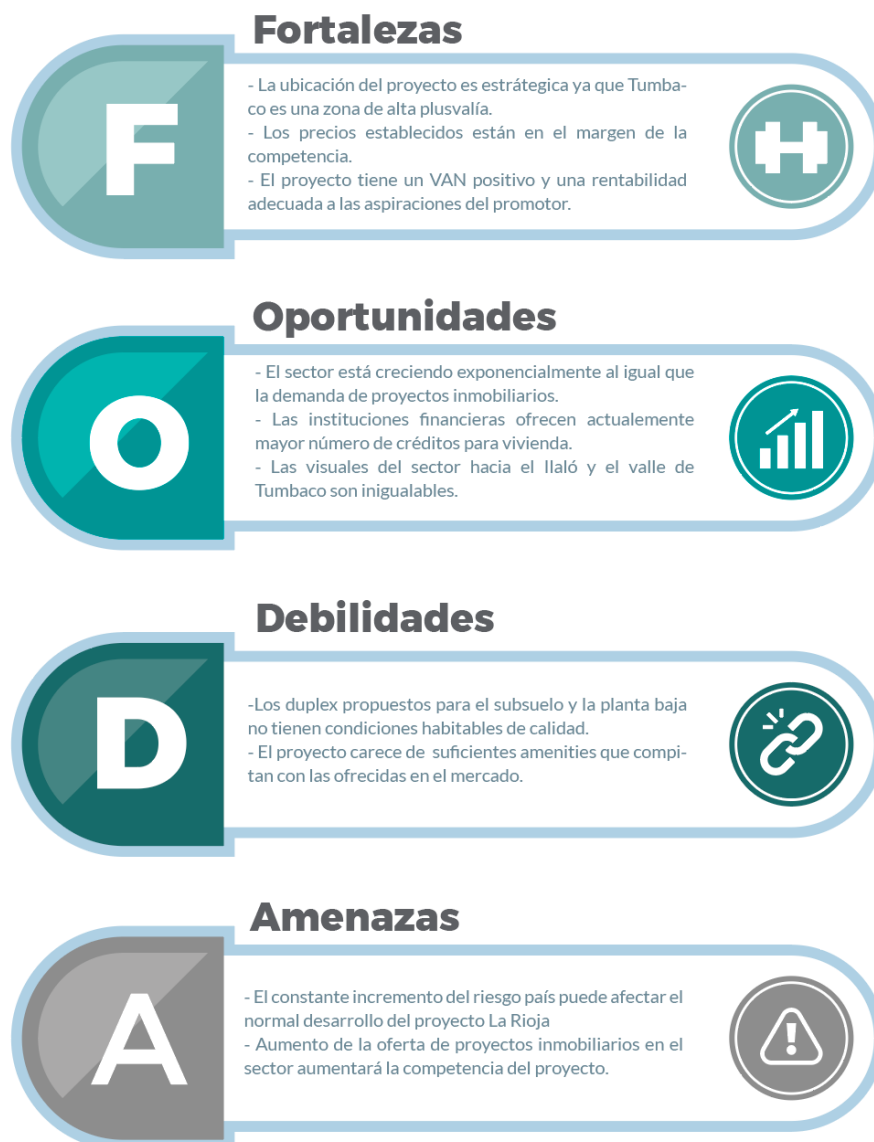 Fortalezas
F
- La ubicación del proyecto es estrátegica ya que Tumba-
co es una zona de alta plusvalía.
- Los precios establecidos están en el margen de la
competencia.
- El proyecto tiene un VAN positivo y una rentabilidad
adecuada a las aspiraciones del promotor.
Oportunidades
O
- El sector está creciendo exponencialmente al igual que
la demanda de proyectos inmobiliarios.
- Las instituciones financieras ofrecen actualemente
mayor número de créditos para vivienda.
- Las visuales del sector hacia el Ilaló y el valle de
Tumbaco son inigualables.
Debilidades
D
-Los duplex propuestos para el subsuelo y la planta baja
no tienen condiciones habitables de calidad.
- El proyecto carece de suficientes amenities que compi-
tan con las ofrecidas en el mercado.
Amenazas
A
- El constante incremento del riesgo país puede afectar el
normal desarrollo del proyecto La Rioja
- Aumento de la oferta de proyectos inmobiliarios en el
sector aumentará la competencia del proyecto.